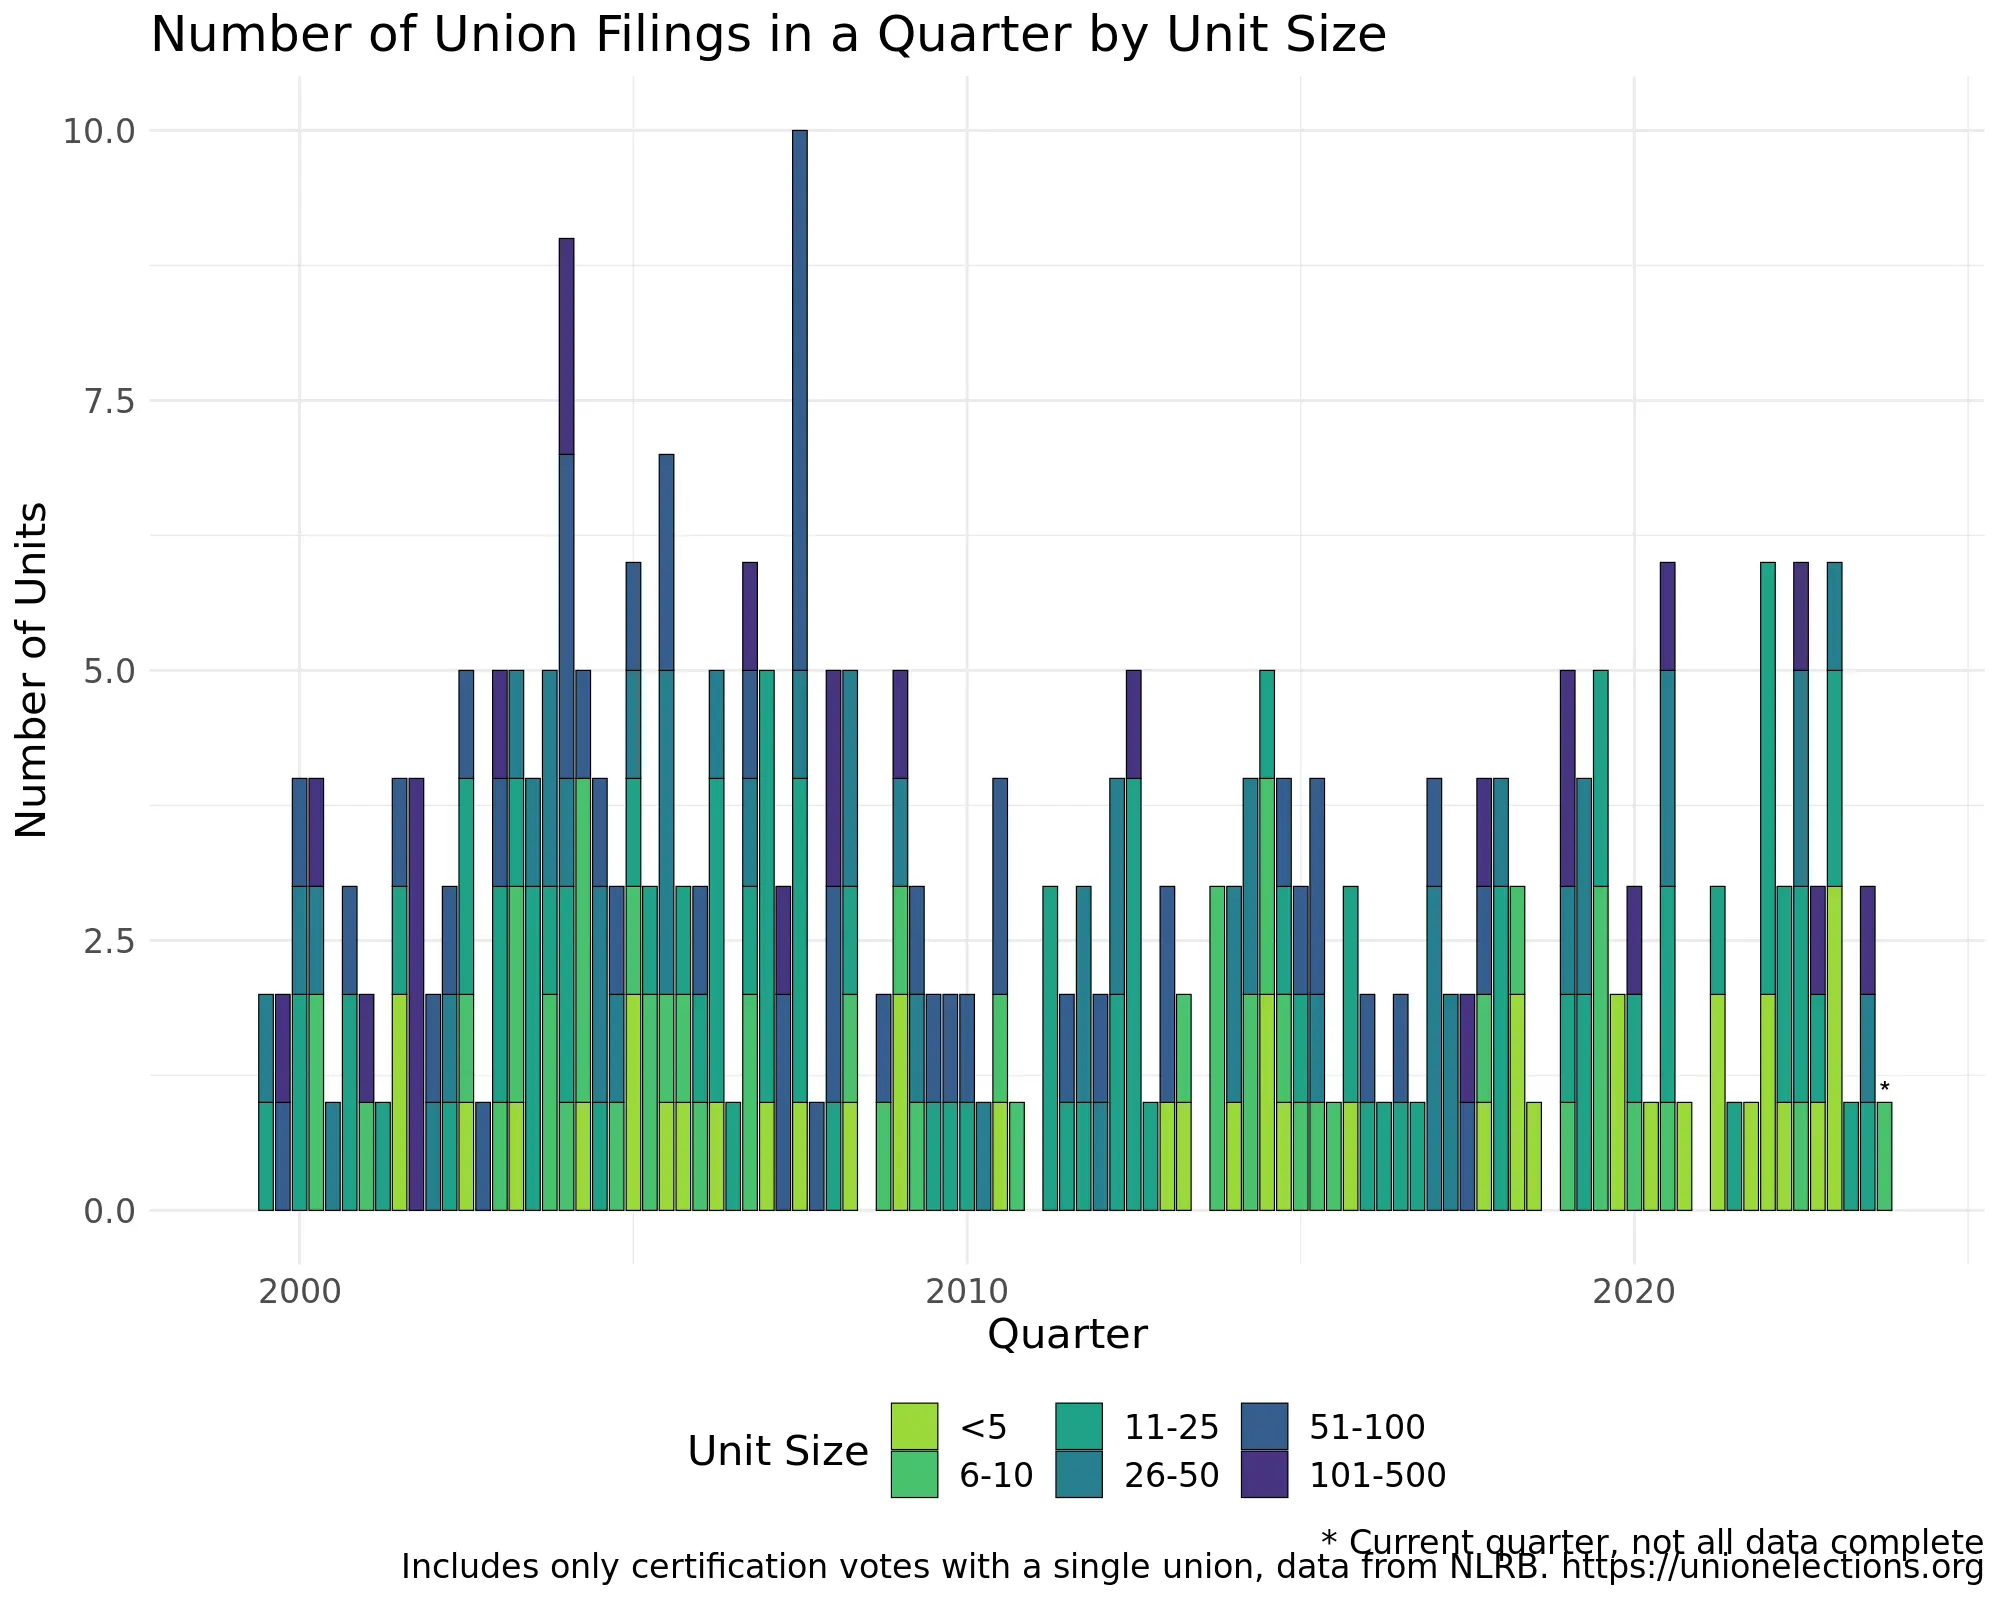 Number of Union Filings in a Quarter by Unit Size
Number of Units
10.0
7.5
5.0
2.5
0.0
*
2000 2010 2020
Quarter
Unit Size
<5 11-25 51-100
6-10 26-50 101-500
* Current quarter, not all data complete
Includes only certification votes with a single union, data from NLRB. https://unionelections.org